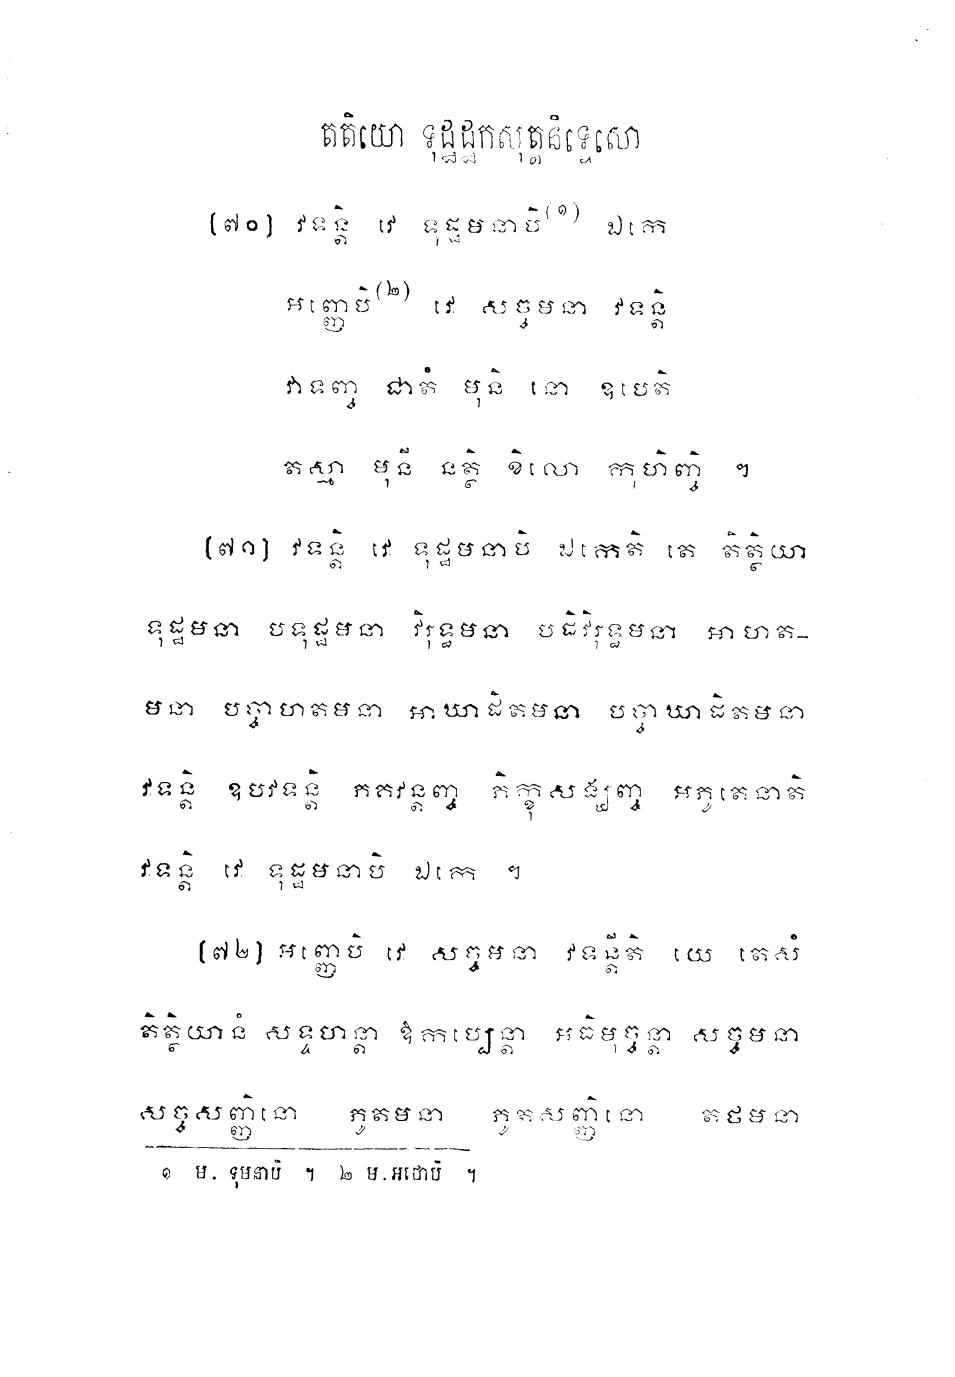 តតិយោ ទុដ្ឋដ្ឋកសុត្តនិទ្ទេសោ
(៧០) វទន្តិ វេ ទុដ្ឋមនាបិ(១) ឯកេ
អញ្ញេបិ(២) វេ សច្ចមនា វទន្តិ
វាទញ្ច ជាតំ មុនិ នោ ឧបេតិ
តស្មា មុនី នត្ថិ ខិលោ កុហិញ្ចិ ។
(៧១) វទន្តិ វេ ទុដ្ឋមនាបិ ឯកេតិ តេ តិត្ថិយា
ទុដ្ឋមនា បទុដ្ឋមនា វិរុទ្ធមនា បដិវិរុទ្ធមនា អាហត-
មនា បច្ចាហតមនា អាឃាដិតមនា បច្ចាឃាដិតមនា
វទន្តិ ឧបវទន្តិ ភគវន្តញ្ច ភិក្ខុសង្ឃញ្ច អភូតេនាតិ
វទន្តិ វេ ទុដ្ឋមនាបិ ឯកេ ។
(៧២) អញ្ញេបិ វេ សច្ចមនា វទន្តីតិ យេ តេសំ
តិត្ថិយានំ សទ្ទហន្តា ឱកប្បេន្តា អធិមុច្ចន្តា សច្ចមនា
សច្ចសញ្ញិនោ ភូតមនា ភូតសញ្ញិនោ តថមនា
១ ម. ទុមនាបិ ។ ២ ម. អថោបិ ។